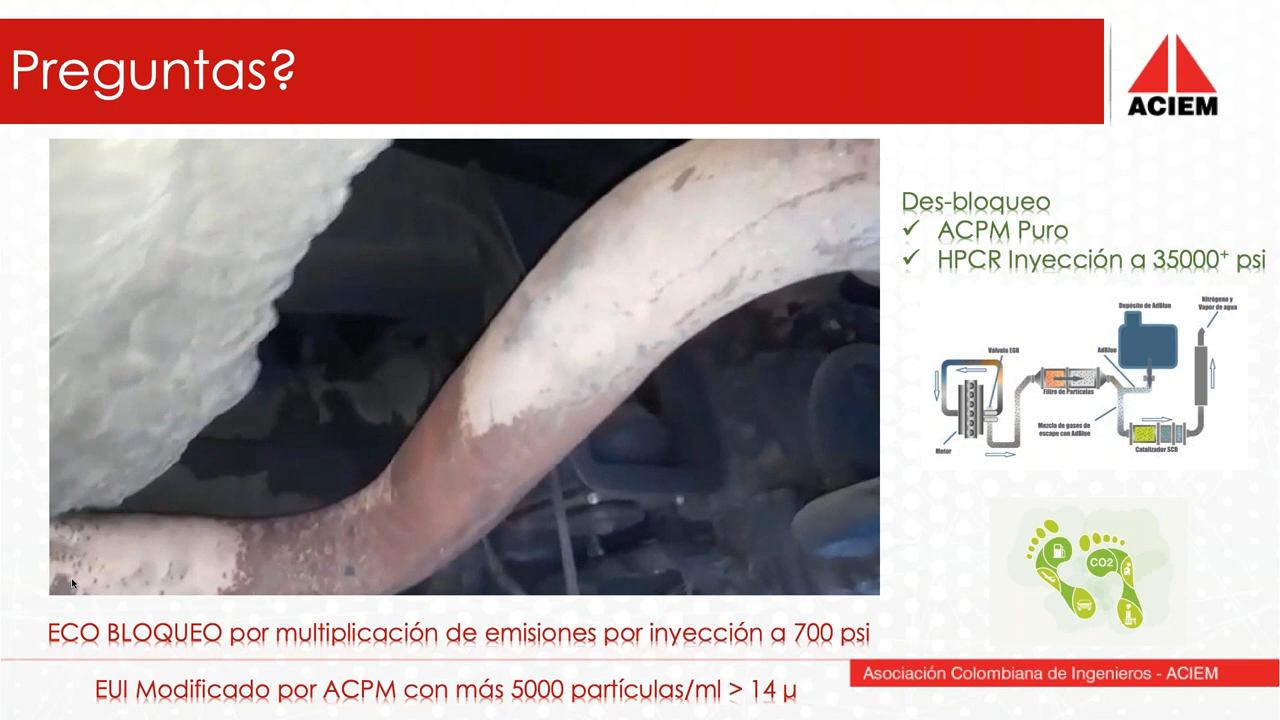 Preguntas?
ACIEM
Des-bloqueo
✓ ACPM Puro
✓ HPCR Inyección a 35000⁺ psi
Depósito de AdBlue
Nitrógeno y
Vapor de agua
Válvula EGR
AdBlue
Filtro de Partículas
Mezcla de gases de
escape con AdBlue
Motor
Catalizador SCR
CO2
ECO BLOQUEO por multiplicación de emisiones por inyección a 700 psi
Asociación Colombiana de Ingenieros - ACIEM
EUI Modificado por ACPM con más 5000 partículas/ml > 14 µ